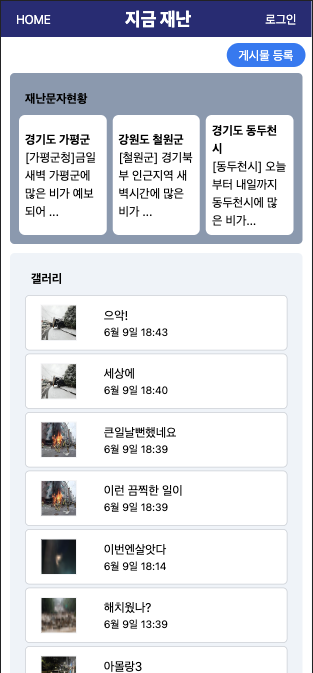 HOME
지금 재난
로그인
게시물 등록
재난문자현황
경기도 가평군
[가평군청]금일
새벽 가평군에
많은 비가 예보
되어 ...
강원도 철원군
[철원군] 경기북
부 인근지역 새
벽시간에 많은
비가 ...
경기도 동두천
시
[동두천시] 오늘
부터 내일까지
동두천시에 많
은 비가...
갤러리
으악!
6월 9일 18:43
세상에
6월 9일 18:40
큰일날뻔했네요
6월 9일 18:39
이런 끔찍한 일이
6월 9일 18:39
이번엔살앗다
6월 9일 18:14
해치웠나?
6월 9일 13:39
아몰랑3